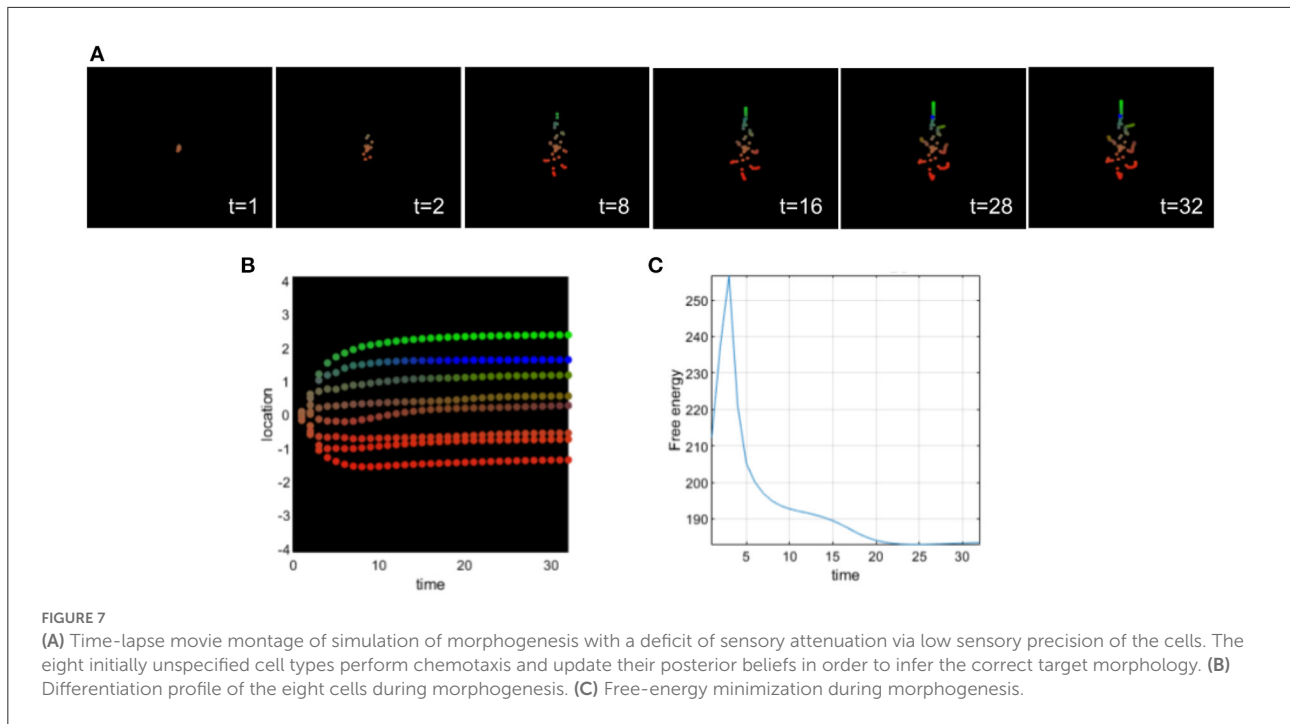 A
t=1
t=2
t=8
t=16
t=28
t=32
B
4
3
2
1
0
-1
-2
-3
-4
location
0
10
20
30
time
C
250
240
230
220
210
200
190
Free energy
5
10
15
20
25
30
time
FIGURE 7
(A) Time-lapse movie montage of simulation of morphogenesis with a deficit of sensory attenuation via low sensory precision of the cells. The
eight initially unspecified cell types perform chemotaxis and update their posterior beliefs in order to infer the correct target morphology. (B)
Differentiation profile of the eight cells during morphogenesis. (C) Free-energy minimization during morphogenesis.